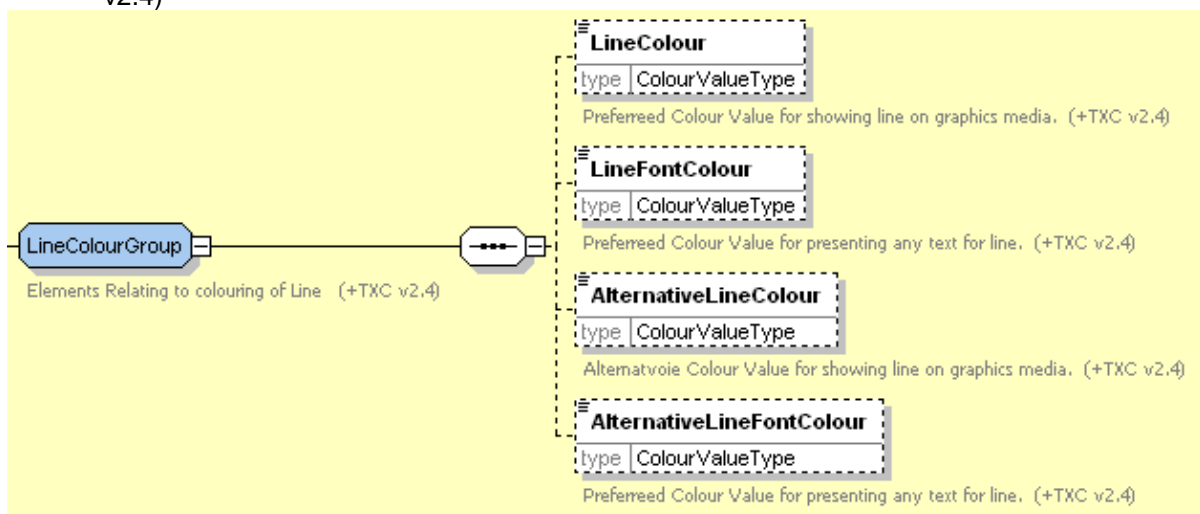 v2.4)
LineColour
type ColourValueType
Preferreed Colour Value for showing line on graphics media. (+TXC v2.4)
LineFontColour
type ColourValueType
Preferreed Colour Value for presenting any text for line. (+TXC v2.4)
LineColourGroup
Elements Relating to colouring of Line (+TXC v2.4)
AlternativeLineColour
type ColourValueType
Alternatvoie Colour Value for showing line on graphics media. (+TXC v2.4)
AlternativeLineFontColour
type ColourValueType
Preferreed Colour Value for presenting any text for line. (+TXC v2.4)